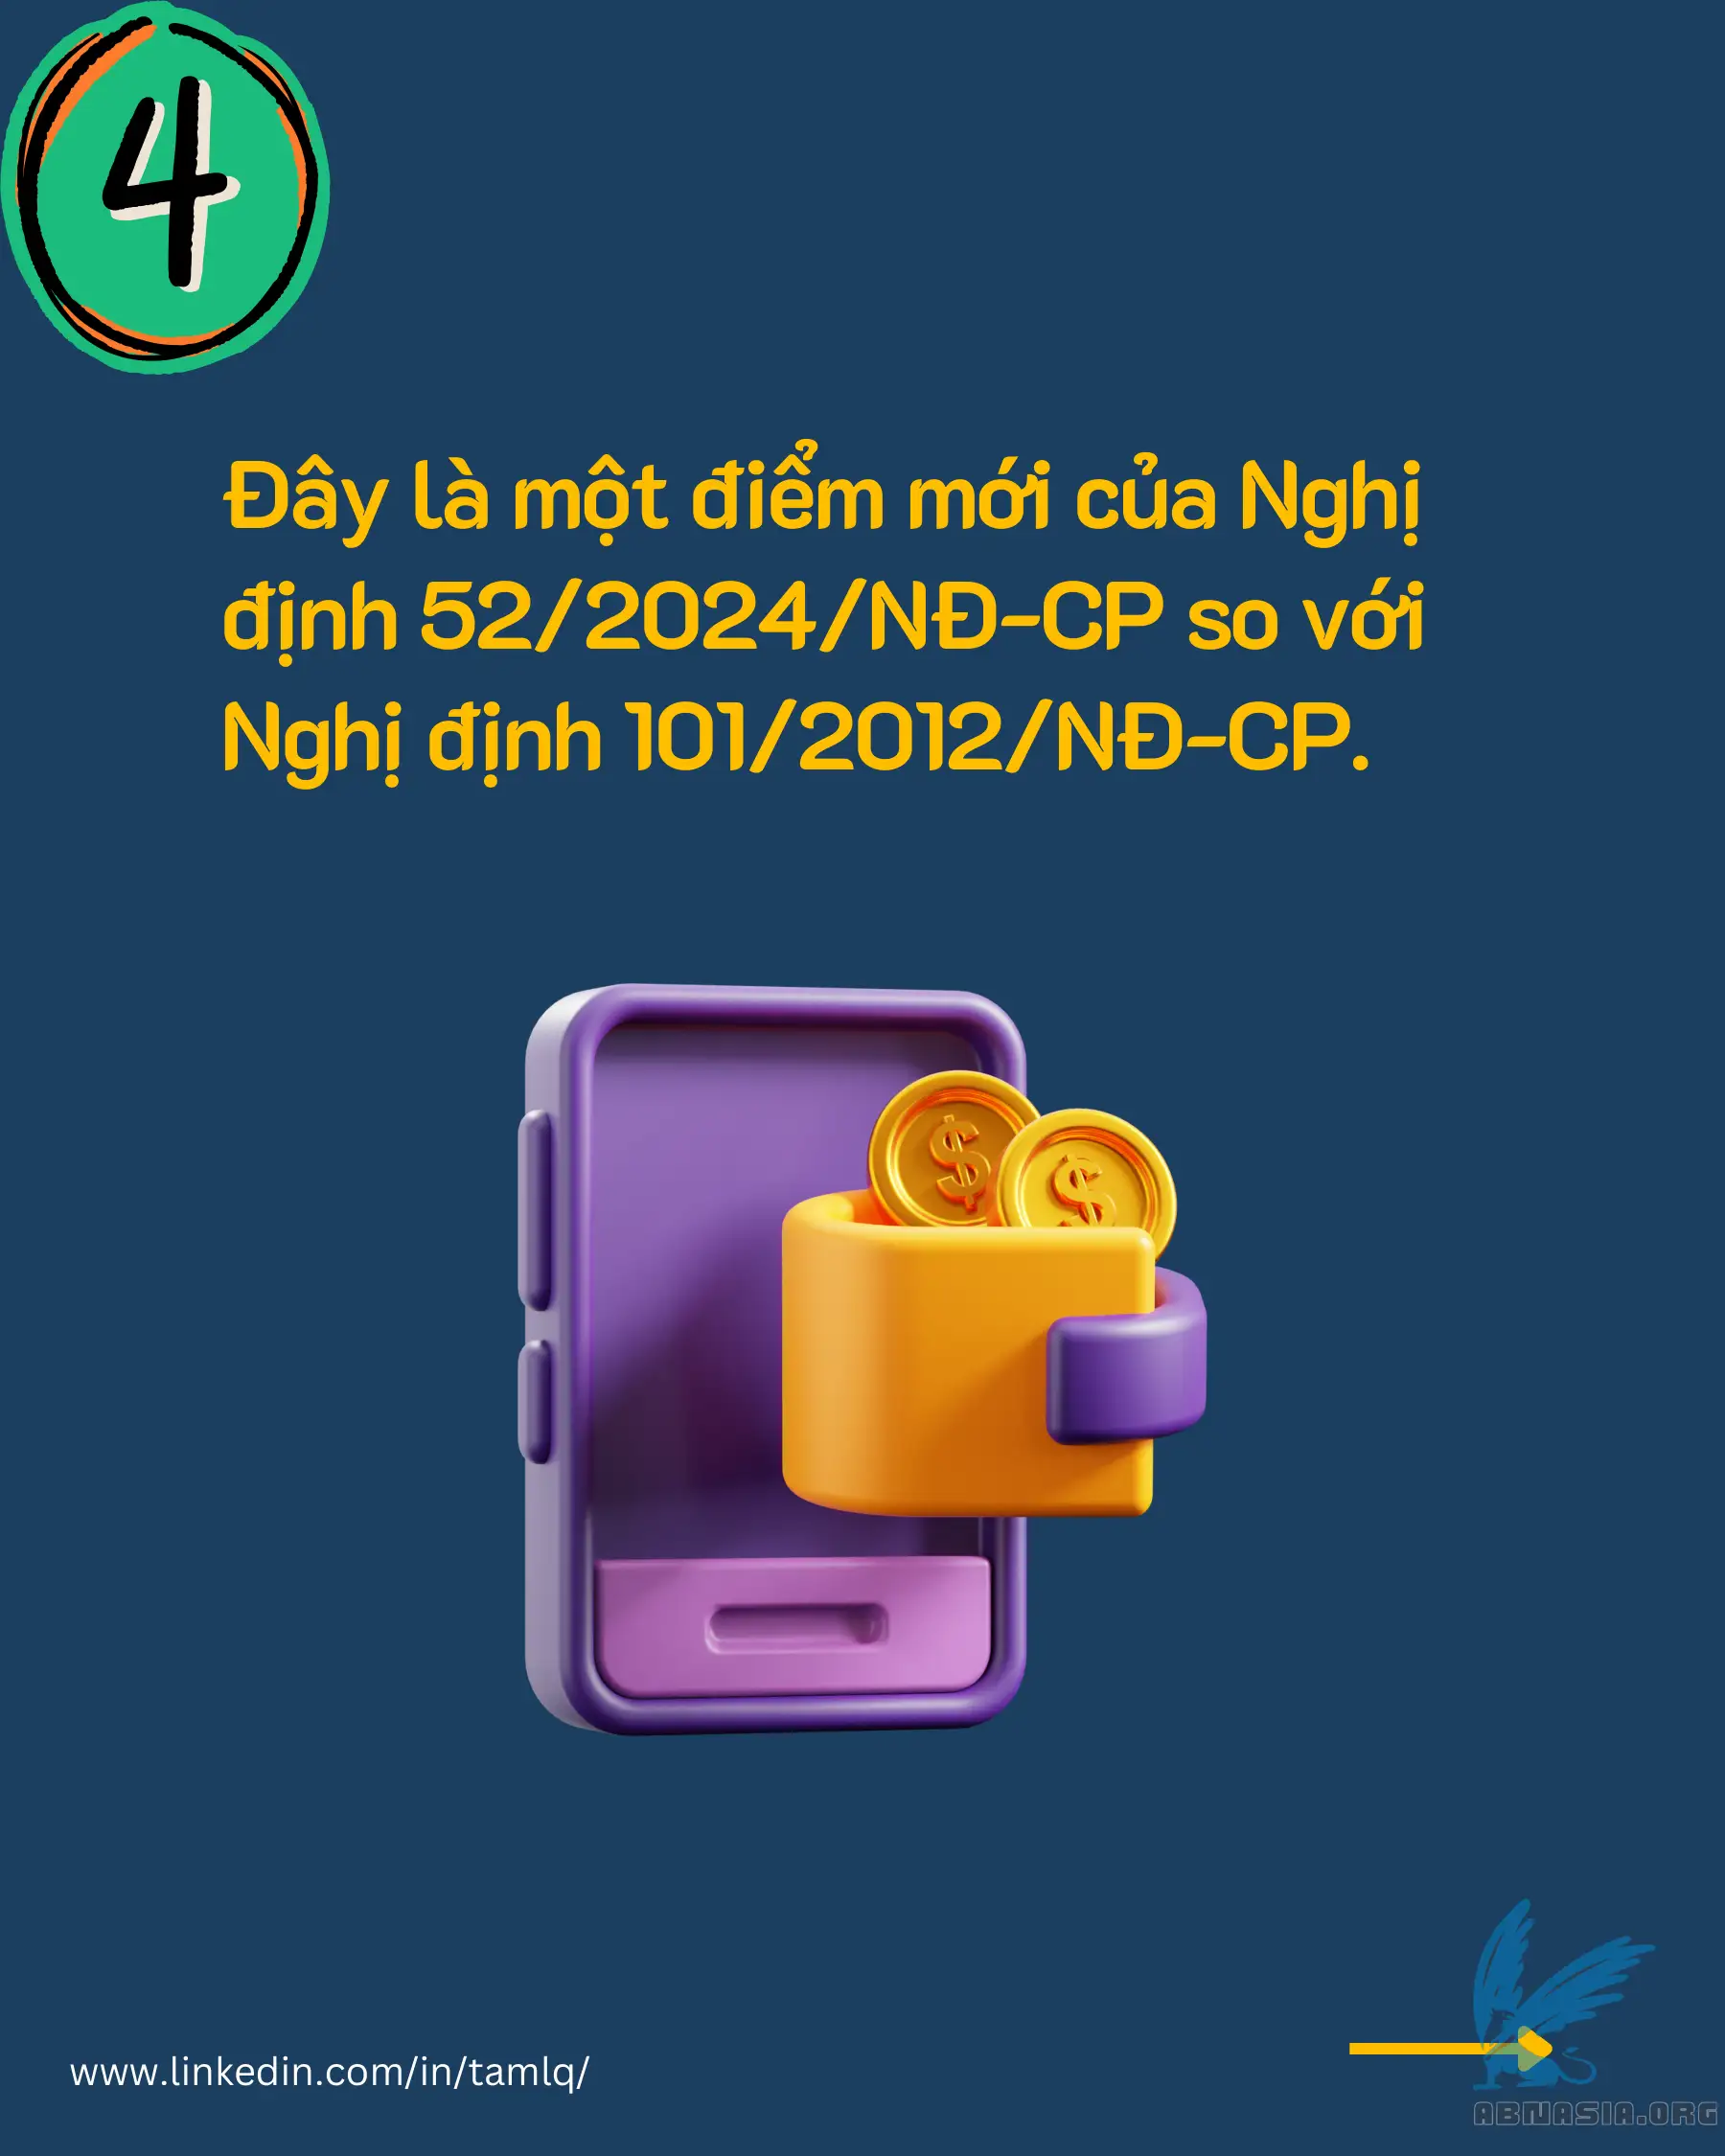 4
Đây là một điểm mới của Nghị
định 52/2024/NĐ-CP so với
Nghị định 101/2012/NĐ-CP.
$ $
www.linkedin.com/in/tamlq/
ABNASIA.ORG